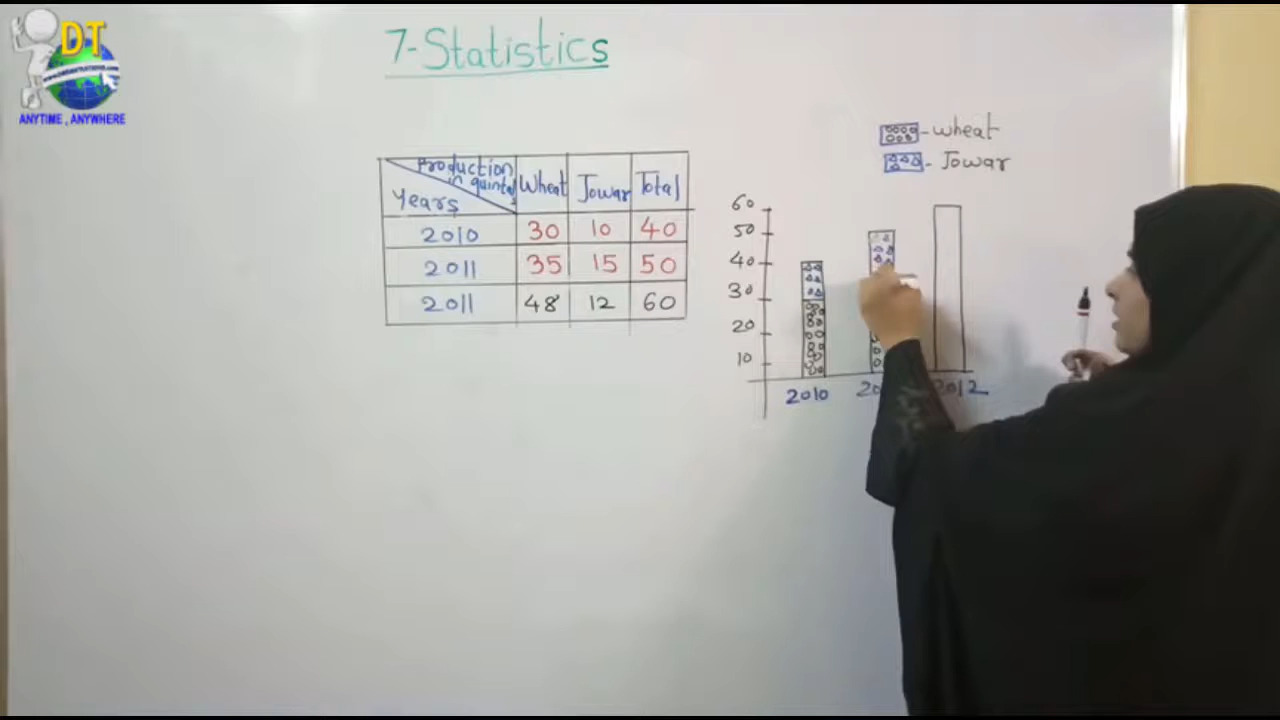 DT
ANYTIME , ANYWHERE
7-Statistics
Production in quintal
Years
Wheat Jowar Total
2010 30 10 40
2011 35 15 50
2011 48 12 60
wheat
Jowar
60
50
40
30
20
10
2010 20 2012